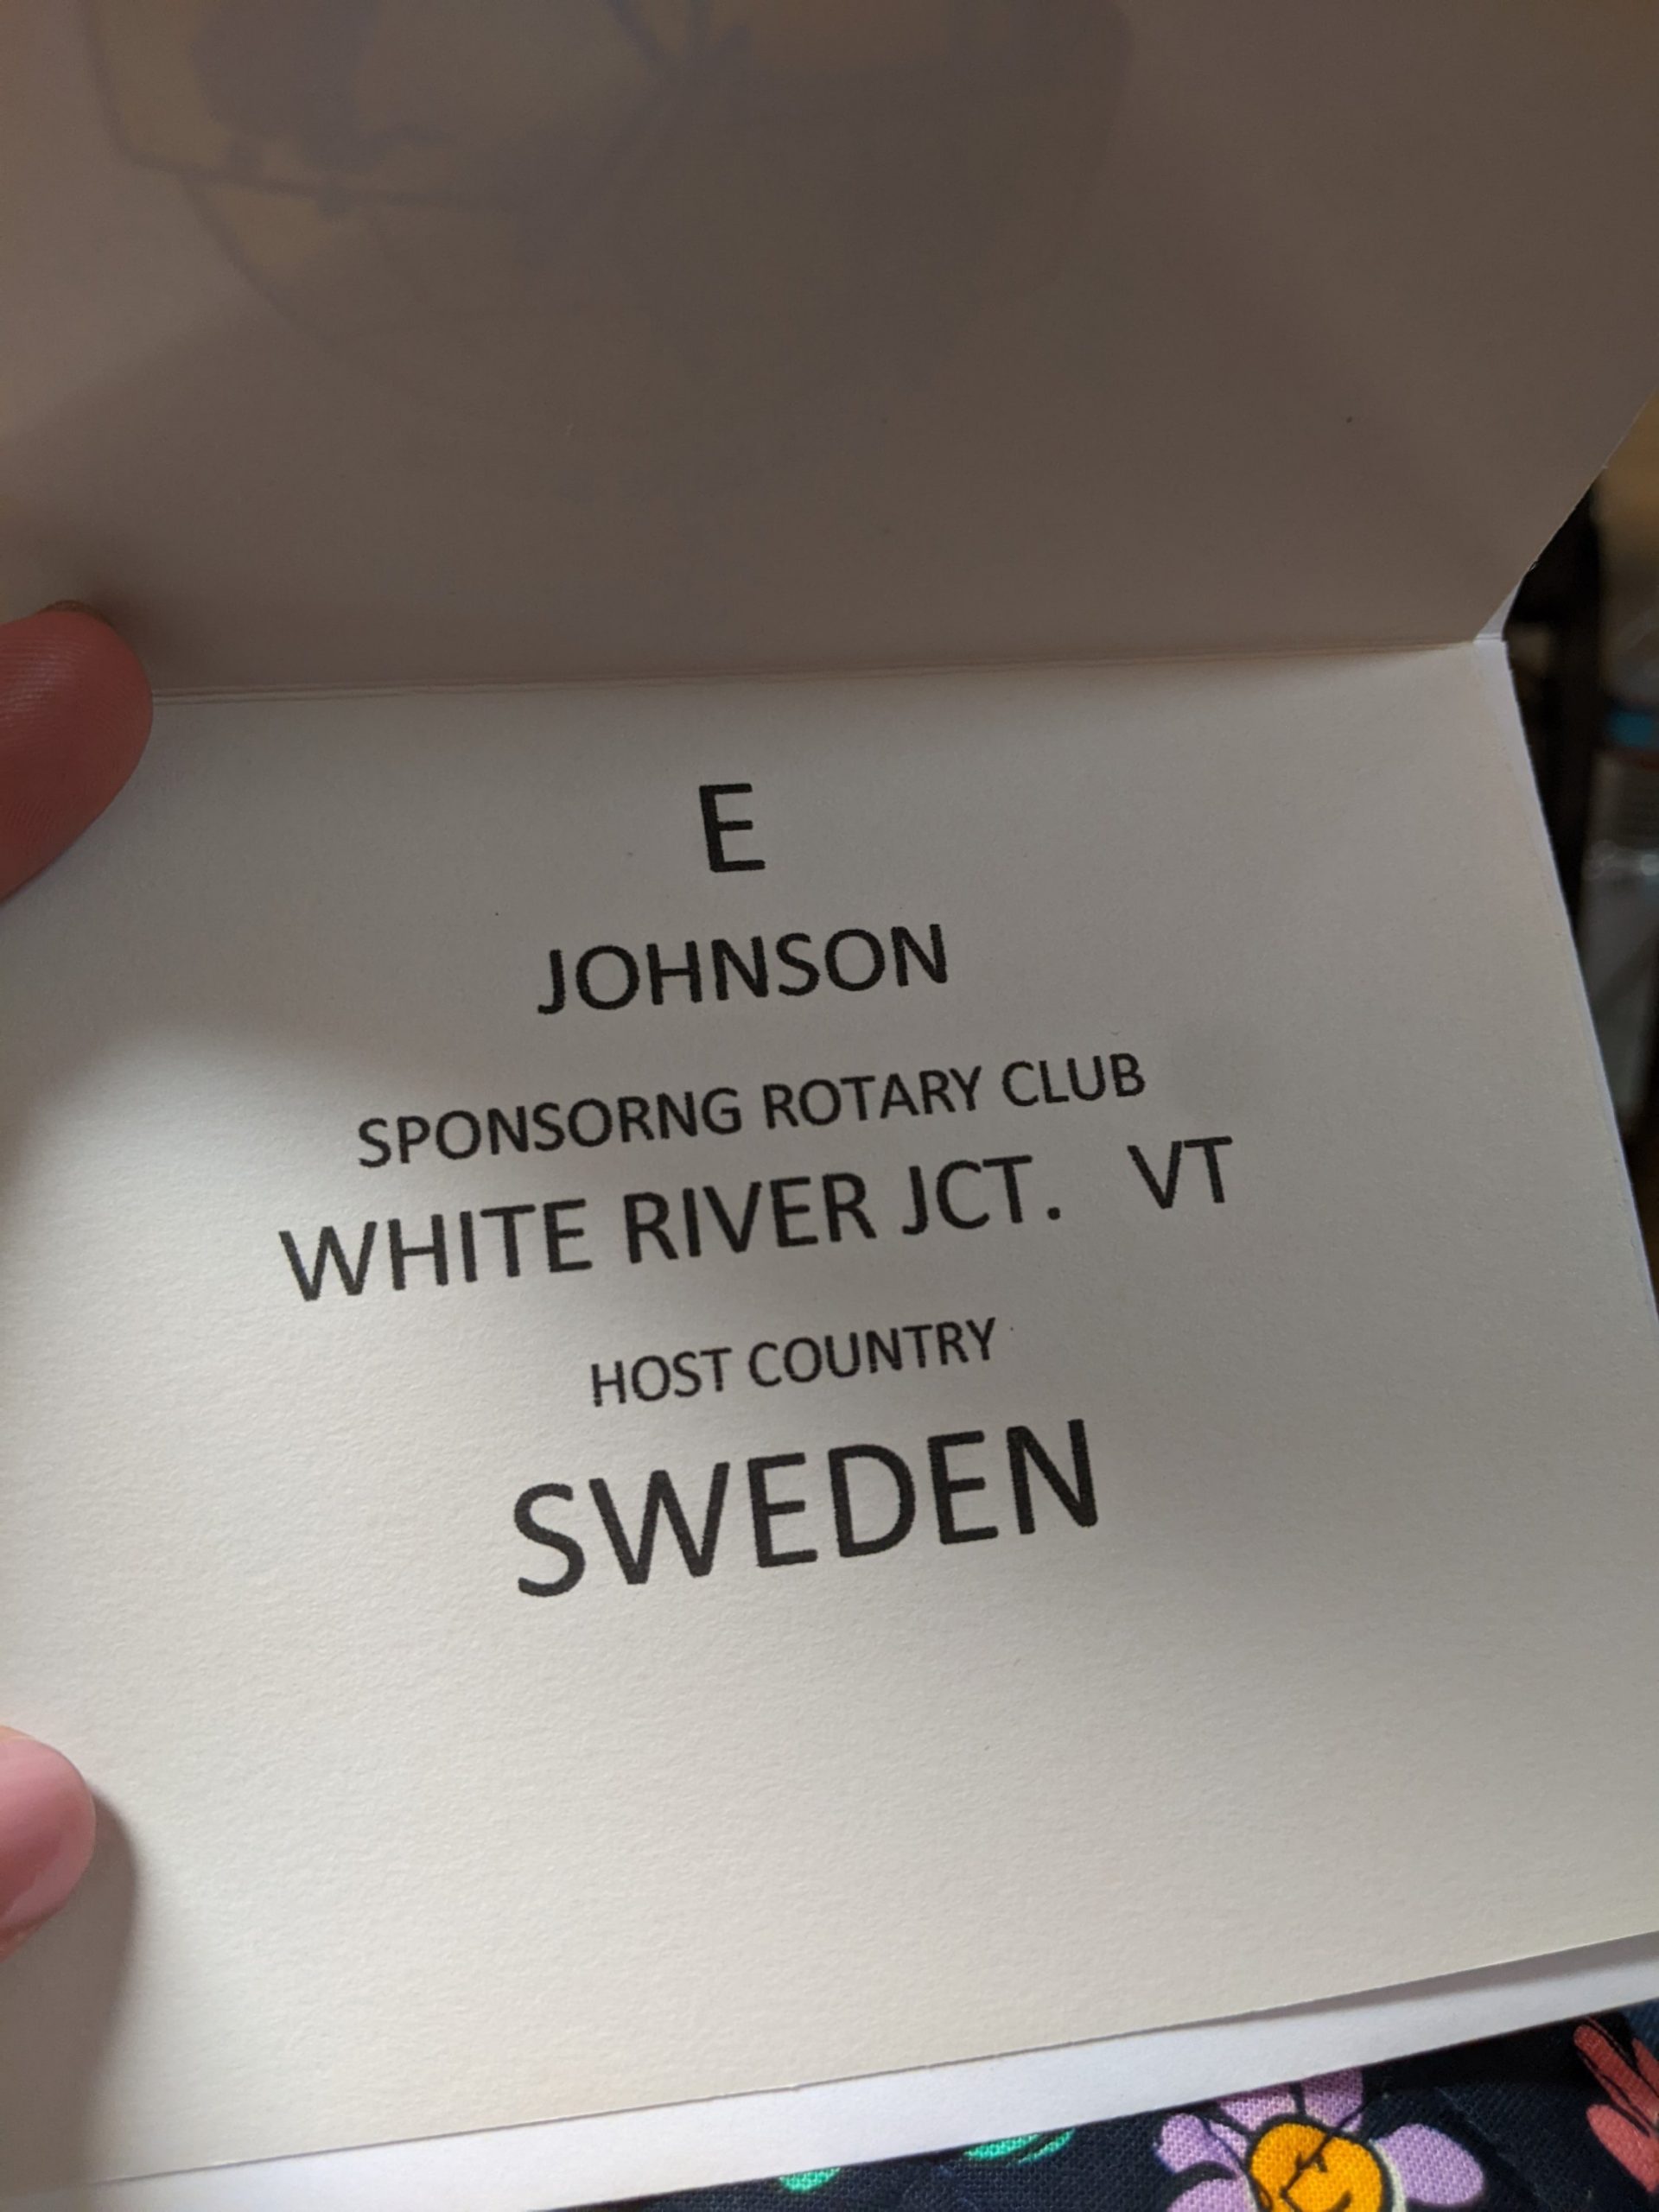 E
JOHNSON
SPONSORNG ROTARY CLUB
WHITE RIVER JCT. VT
HOST COUNTRY
SWEDEN